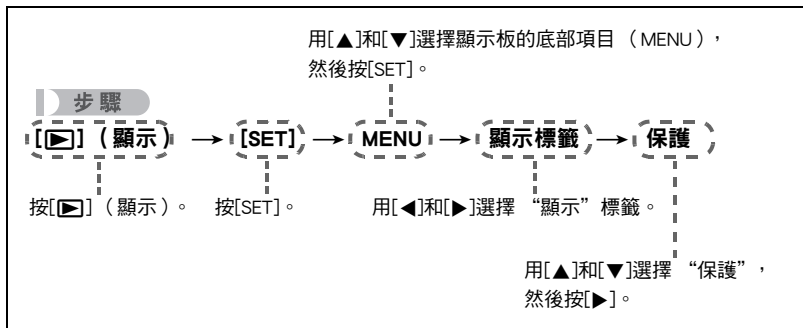 用[▲]和[▼]選擇顯示板的底部項目（MENU），
然後按[SET]。
步驟
[▶]（顯示） → [SET] → MENU → 顯示標籤 → 保護
按[▶]（顯示）。 按[SET]。 用[◀]和[▶]選擇 “顯示” 標籤。
用[▲]和[▼]選擇 “保護”，
然後按[▶]。